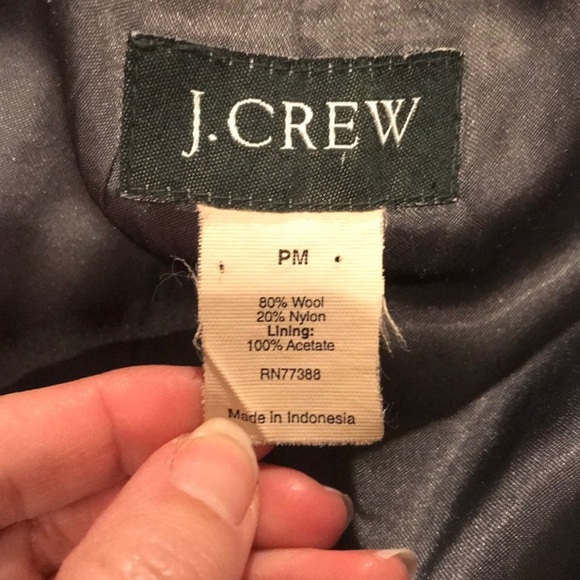 J.CREW
PM
80% Wool
20% Nylon
Lining:
100% Acetate
RN77388
Made in Indonesia